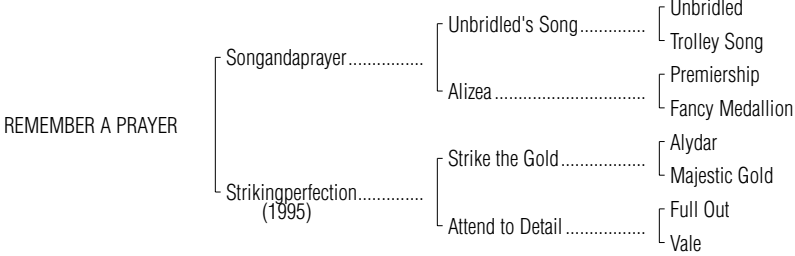 Unbridled
Unbridled's Song..............
Trolley Song
Songandaprayer................
Premiership
Alizea................................
Fancy Medallion
REMEMBER A PRAYER
Alydar
Strike the Gold..................
Majestic Gold
Strikingperfection..............
(1995)
Full Out
Attend to Detail.................
Vale